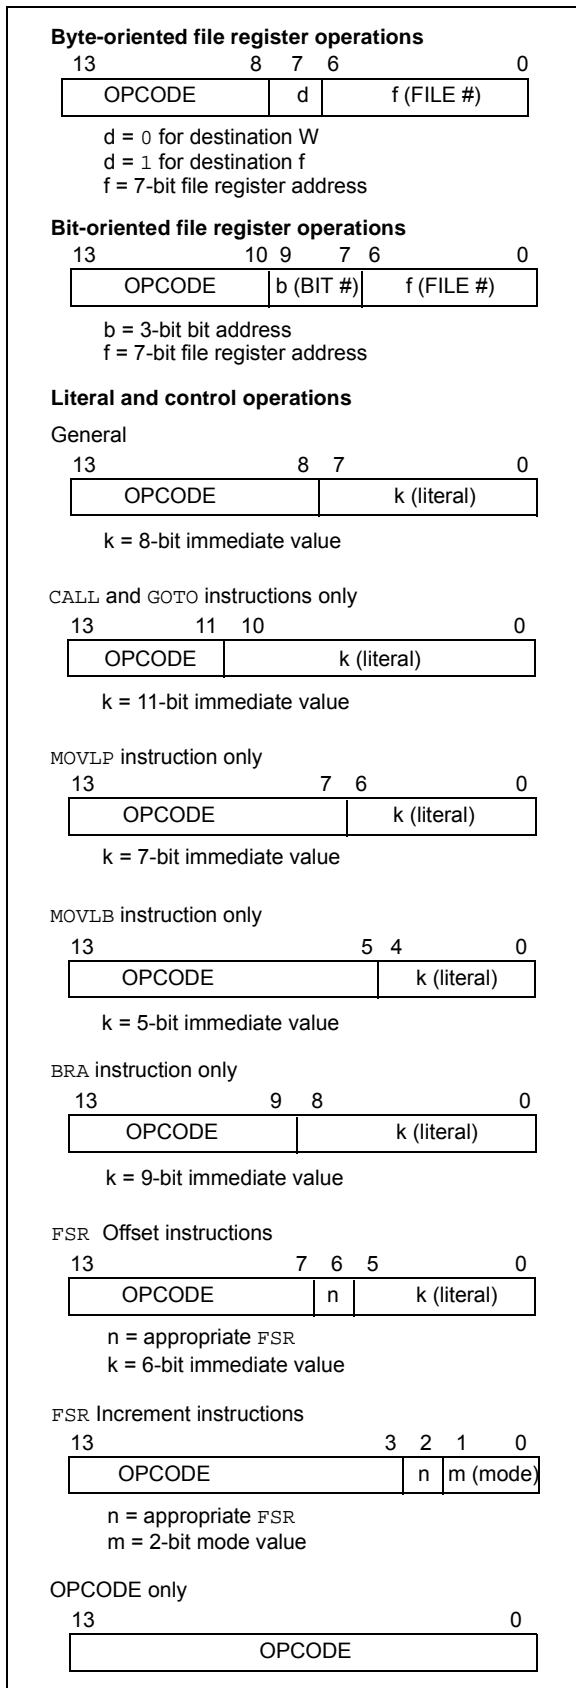 Byte-oriented file register operations
13 8 7 6 0
OPCODE d f (FILE #)
d = 0 for destination W
d = 1 for destination f
f = 7-bit file register address
Bit-oriented file register operations
13 10 9 7 6 0
OPCODE b (BIT #) f (FILE #)
b = 3-bit bit address
f = 7-bit file register address
Literal and control operations
General
13 8 7 0
OPCODE k (literal)
k = 8-bit immediate value
CALL and GOTO instructions only
13 11 10 0
OPCODE k (literal)
k = 11-bit immediate value
MOVLP instruction only
13 7 6 0
OPCODE k (literal)
k = 7-bit immediate value
MOVLB instruction only
13 5 4 0
OPCODE k (literal)
k = 5-bit immediate value
BRA instruction only
13 9 8 0
OPCODE k (literal)
k = 9-bit immediate value
FSR Offset instructions
13 7 6 5 0
OPCODE n k (literal)
n = appropriate FSR
k = 6-bit immediate value
FSR Increment instructions
13 3 2 1 0
OPCODE n m (mode)
n = appropriate FSR
m = 2-bit mode value
OPCODE only
13 0
OPCODE